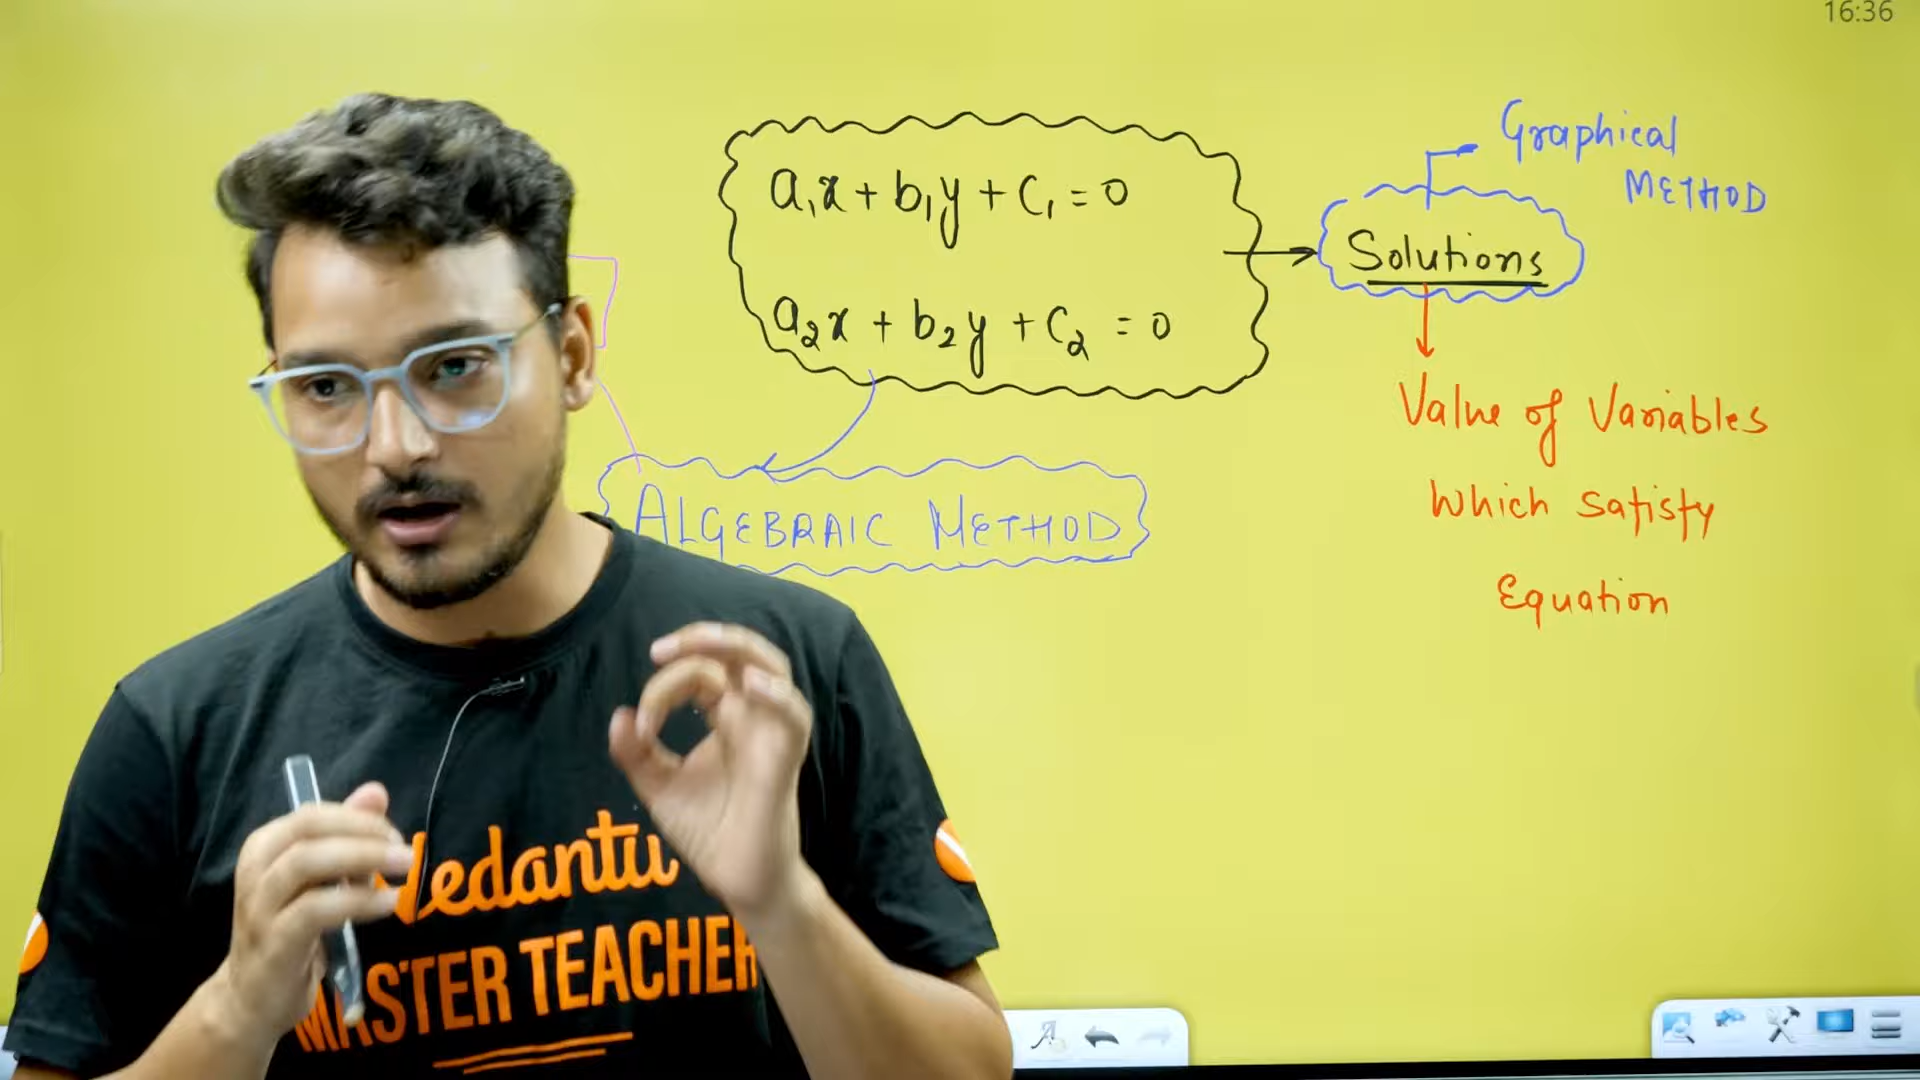 16:36
a₁x + b₁y + c₁ = 0
a₂x + b₂y + c₂ = 0
Graphical
METHOD
Solutions
Value of Variables
Which Satisfy
Equation
ALGEBRAIC METHOD
Vedantu
MASTER TEACHER